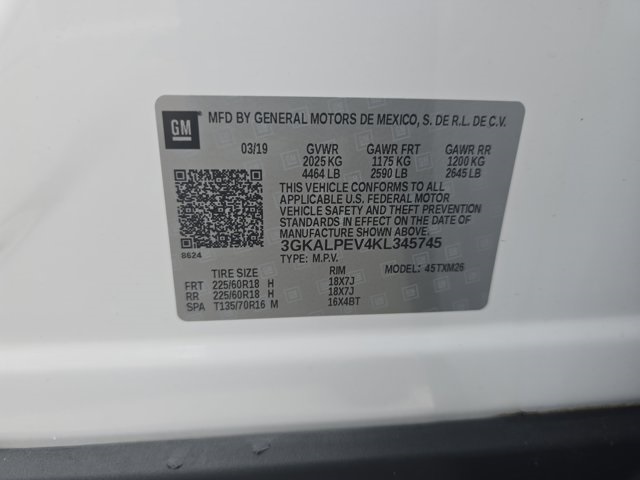 GM
MFD BY GENERAL MOTORS DE MEXICO, S. DE R.L. DE C.V.
03/19 GVWR GAWR FRT GAWR RR
2025 KG 1175 KG 1200 KG
4464 LB 2590 LB 2645 LB
THIS VEHICLE CONFORMS TO ALL
APPLICABLE U.S. FEDERAL MOTOR
VEHICLE SAFETY AND THEFT PREVENTION
STANDARDS IN EFFECT ON THE DATE OF
MANUFACTURE SHOWN ABOVE.
3GKALPEV4KL345745
8624
TYPE: M.P.V. MODEL: 45TXM26
TIRE SIZE RIM
FRT 225/60R18 H 18X7J
RR 225/60R18 H 18X7J
SPA T135/70R16 M 16X4BT